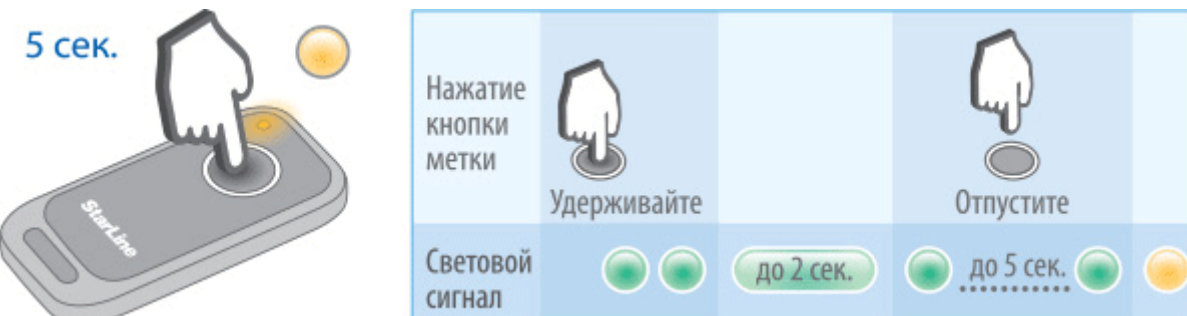 5 сек.
StarLine
Нажатие
кнопки
метки
Удерживайте
Отпустите
Световой
сигнал
до 2 сек.
до 5 сек.